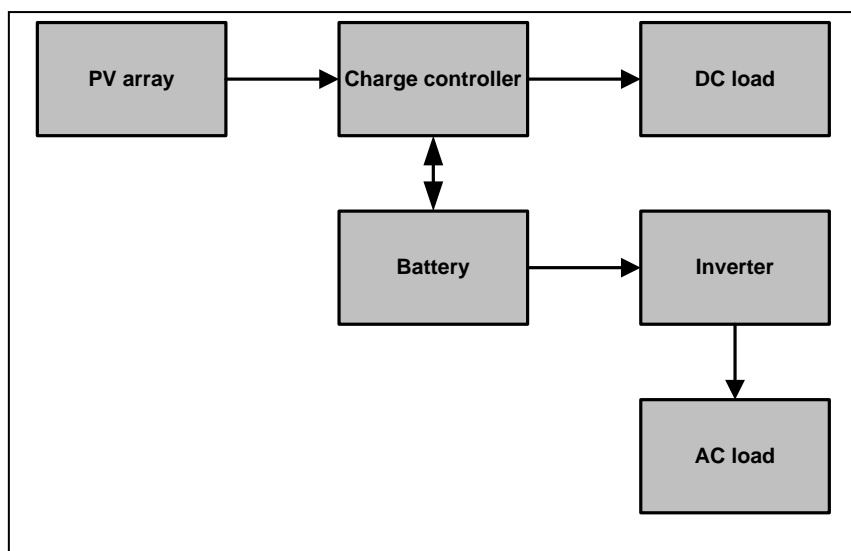 PV array
Charge controller
DC load
Battery
Inverter
AC load